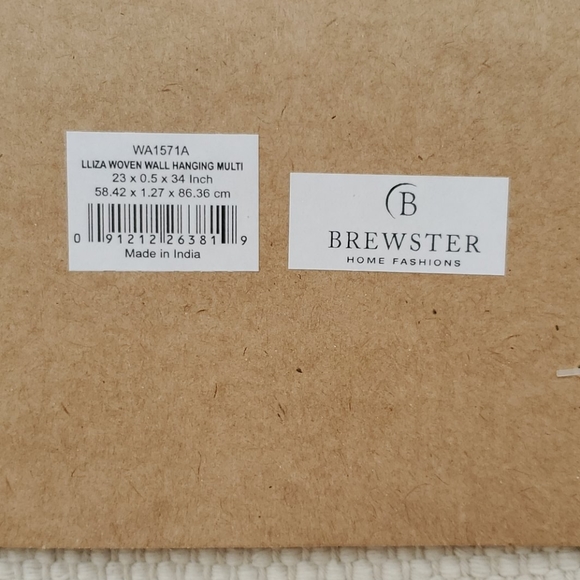 WA1571A
LLIZA WOVEN WALL HANGING MULTI
23 x 0.5 x 34 Inch
58.42 x 1.27 x 86.36 cm
0 91212 26381 9
Made in India
B
BREWSTER
HOME FASHIONS